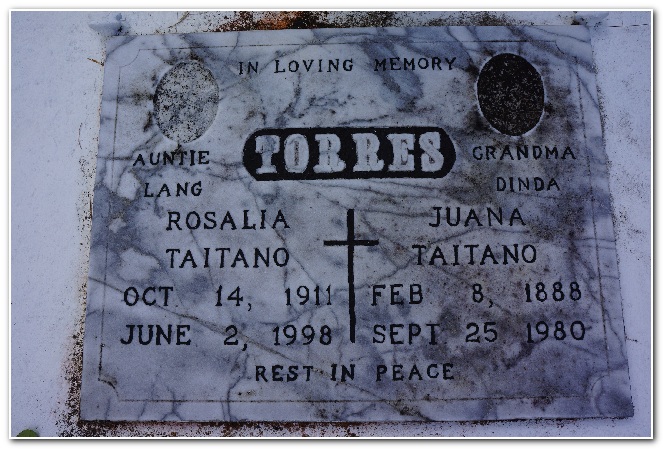 IN LOVING MEMORY
TORRES
AUNTIE
LANG
ROSALIA
TAITANO
OCT 14, 1911
JUNE 2, 1998
GRANDMA
DINDA
JUANA
TAITANO
FEB 8, 1888
SEPT 25 1980
REST IN PEACE